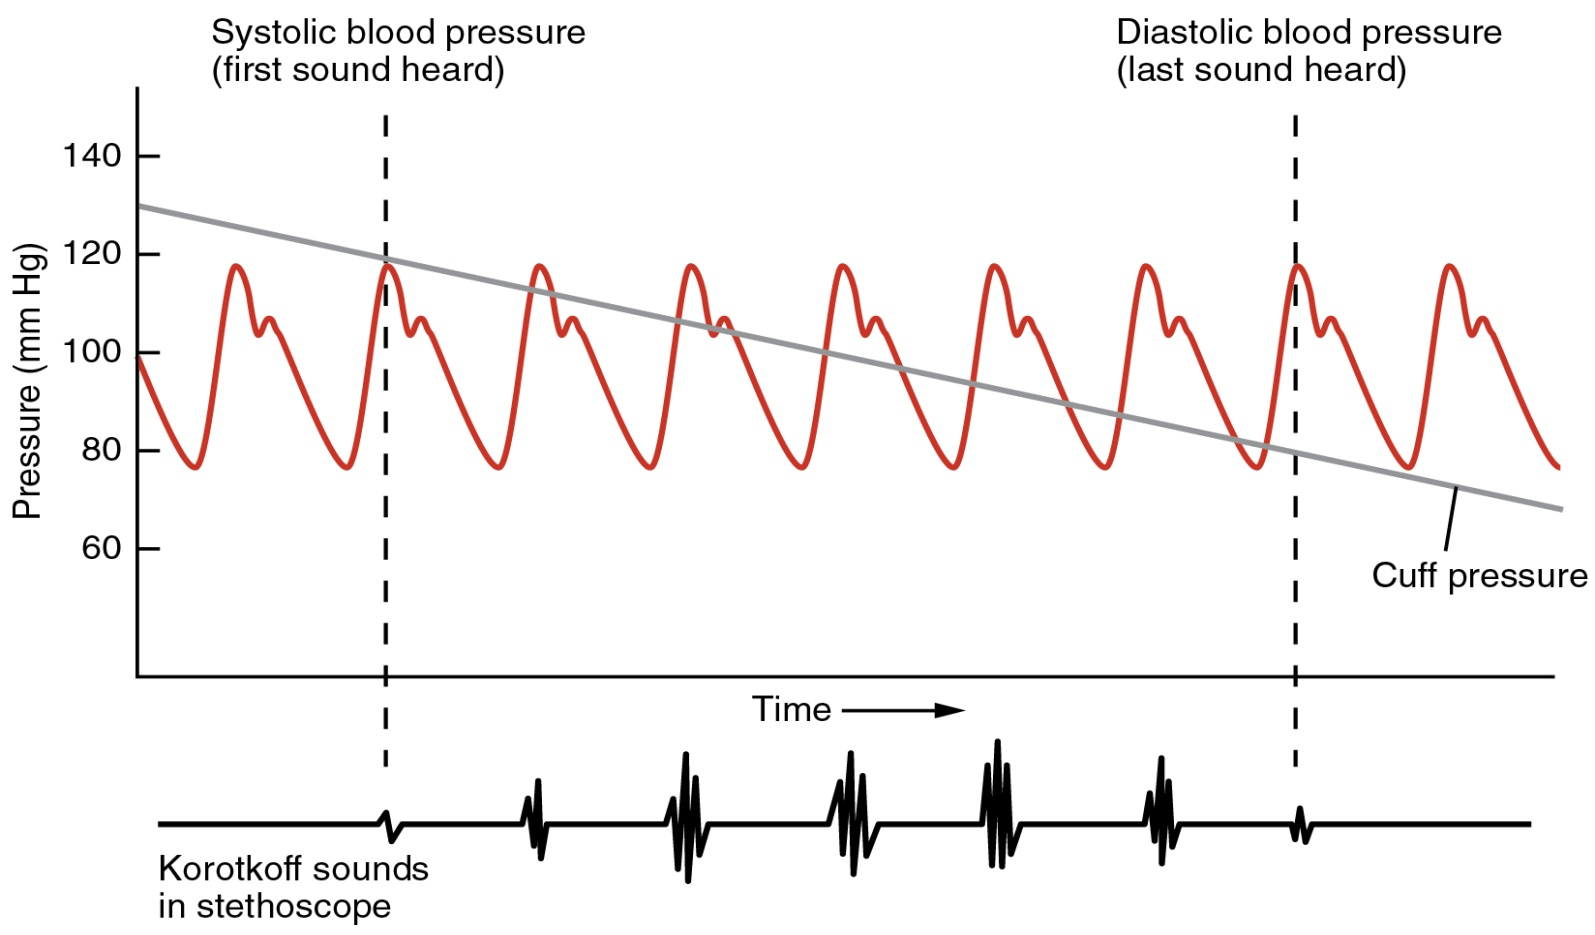 Systolic blood pressure
(first sound heard)
Diastolic blood pressure
(last sound heard)
Pressure (mm Hg)
140
120
100
80
60
Cuff pressure
Time
Korotkoff sounds
in stethoscope